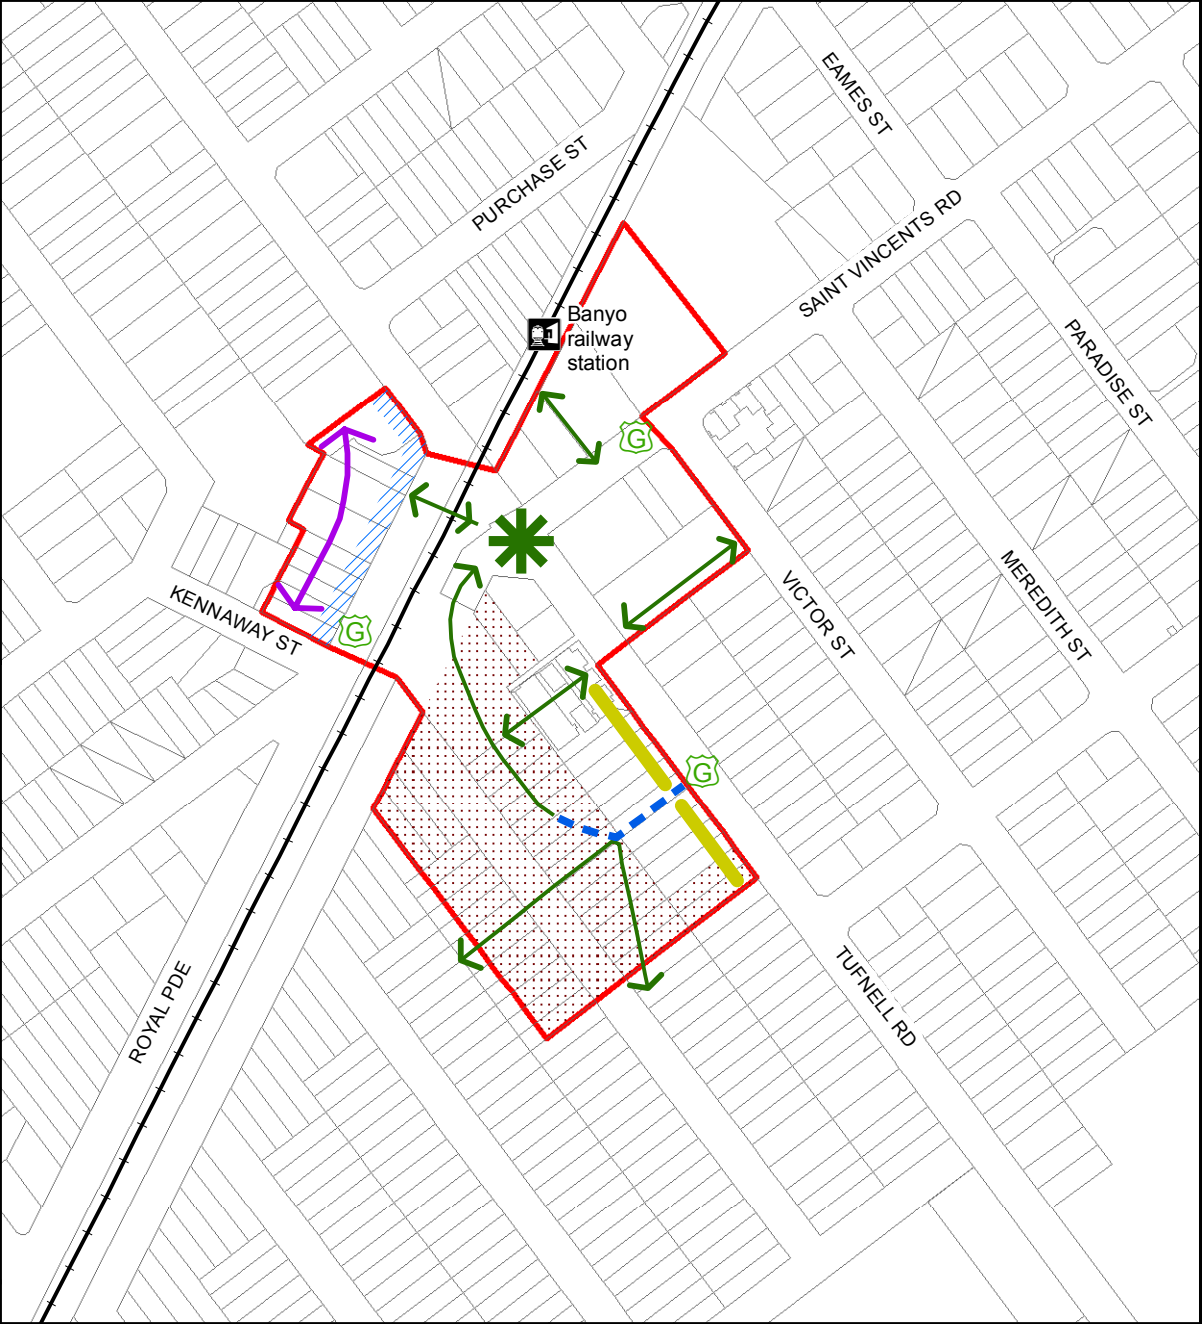 EAMES ST
PURCHASE ST
SAINT VINCENTS RD
Banyo
railway
station
PARADISE ST
G
MEREDITH ST
VICTOR ST
KENNAWAY ST
G
G
TUFNELL RD
ROYAL PDE